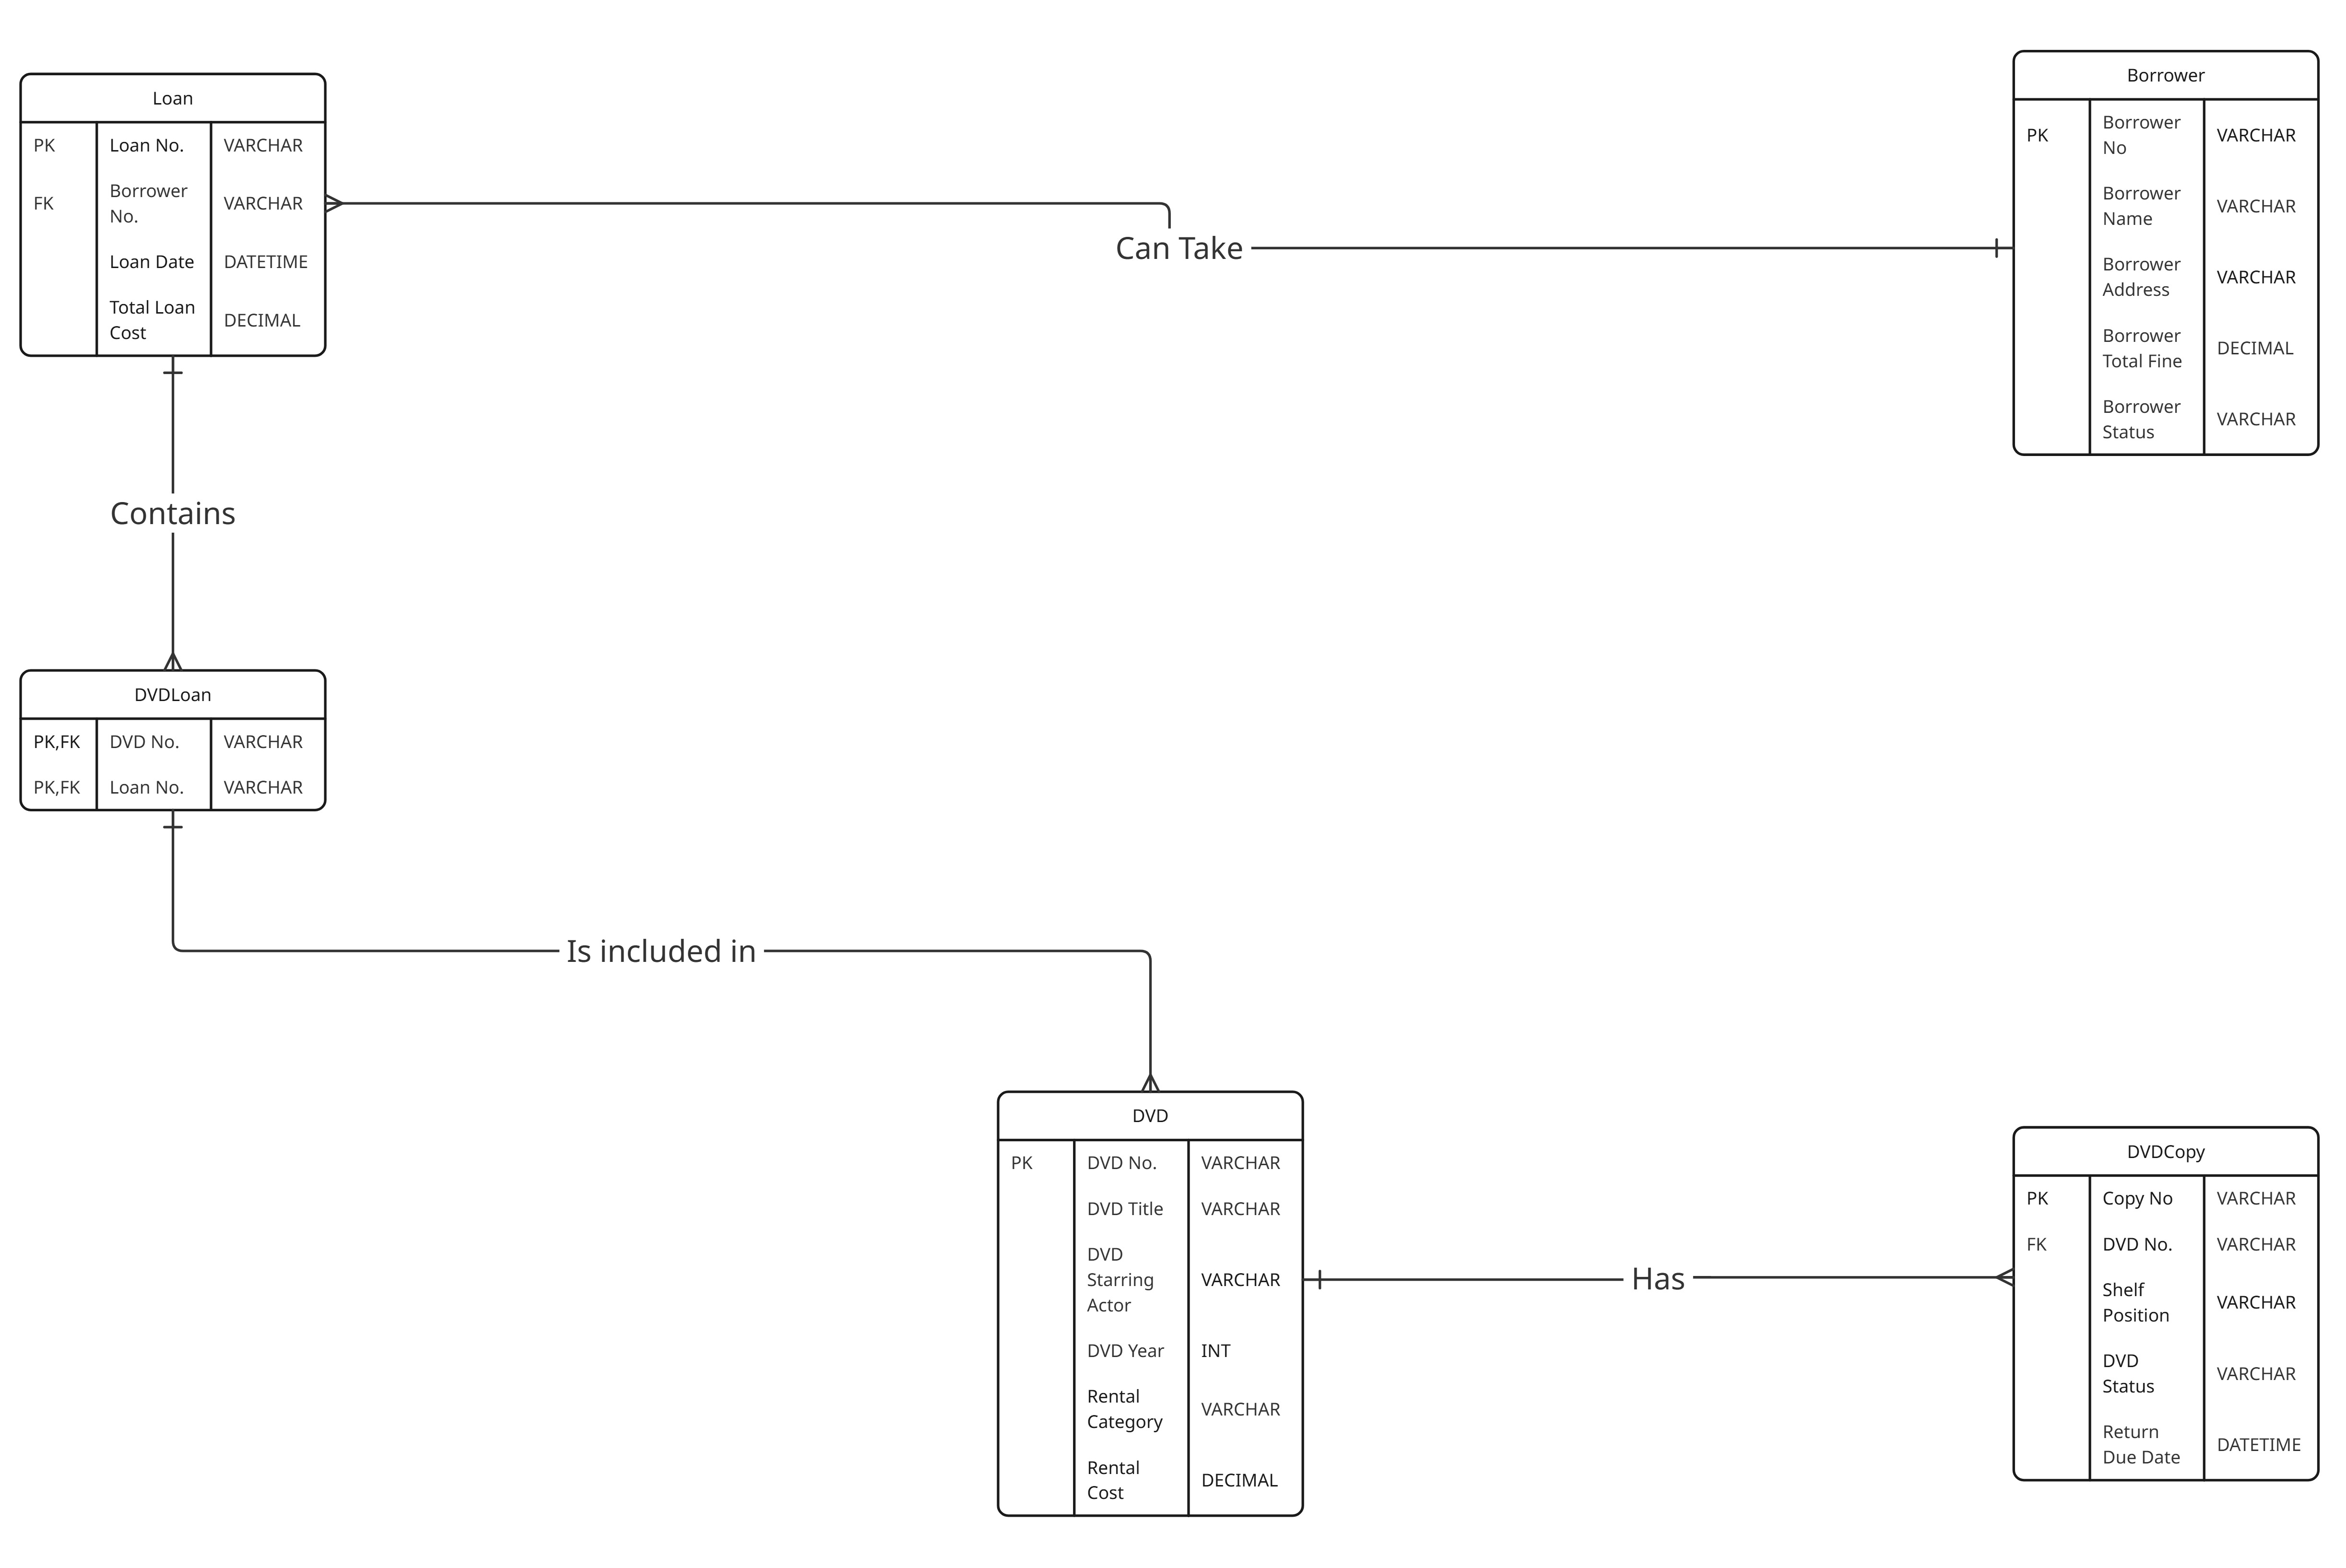 Loan
PK Loan No. VARCHAR
FK Borrower No. VARCHAR
Loan Date DATETIME
Total Loan Cost DECIMAL
Can Take
Borrower
PK Borrower No VARCHAR
Borrower Name VARCHAR
Borrower Address VARCHAR
Borrower Total Fine DECIMAL
Borrower Status VARCHAR
Contains
DVDLoan
PK,FK DVD No. VARCHAR
PK,FK Loan No. VARCHAR
Is included in
DVD
PK DVD No. VARCHAR
DVD Title VARCHAR
DVD Starring Actor VARCHAR
DVD Year INT
Rental Category VARCHAR
Rental Cost DECIMAL
Has
DVDCopy
PK Copy No VARCHAR
FK DVD No. VARCHAR
Shelf Position VARCHAR
DVD Status VARCHAR
Return Due Date DATETIME